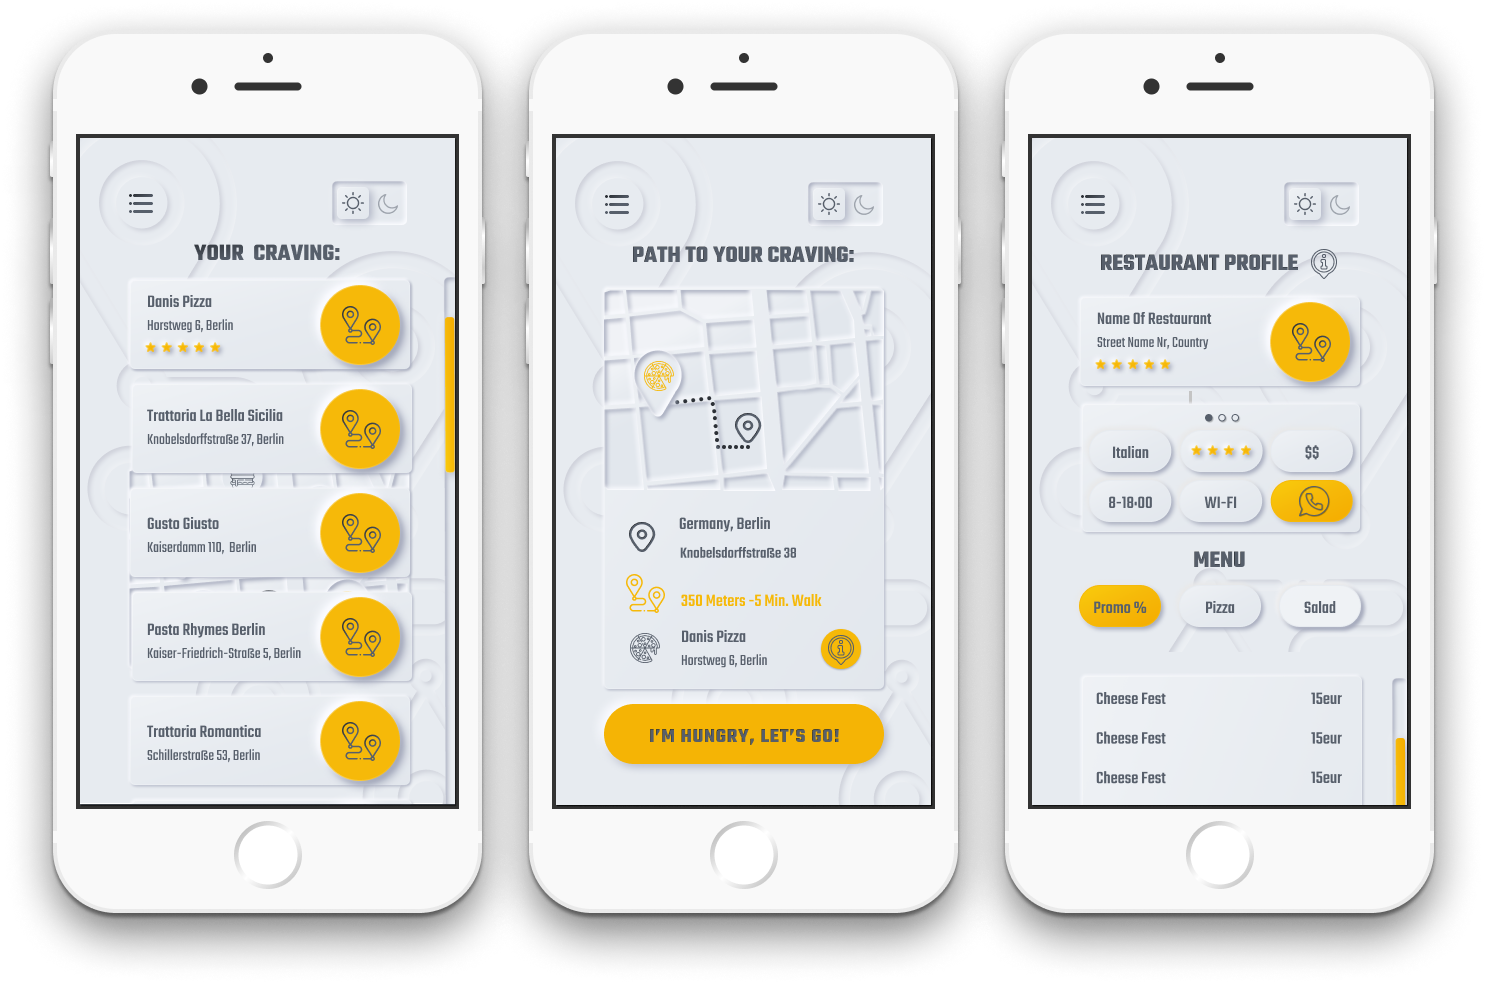 YOUR CRAVING:
Danis Pizza
Horstweg 6, Berlin
Trattoria La Bella Sicilia
Knobelsdorffstraße 37, Berlin
Gusto Giusto
Kaiserdamm 110, Berlin
Pasta Rhymes Berlin
Kaiser-Friedrich-Straße 5, Berlin
Trattoria Romantica
Schillerstraße 53, Berlin
PATH TO YOUR CRAVING:
Germany, Berlin
Knobelsdorffstraße 38
350 Meters -5 Min. Walk
Danis Pizza
Horstweg 6, Berlin
I'M HUNGRY, LET'S GO!
RESTAURANT PROFILE
Name Of Restaurant
Street Name Nr, Country
Italian
$$
8-18:00
WI-FI
MENU
Promo %
Pizza
Salad
Cheese Fest 15eur
Cheese Fest 15eur
Cheese Fest 15eur